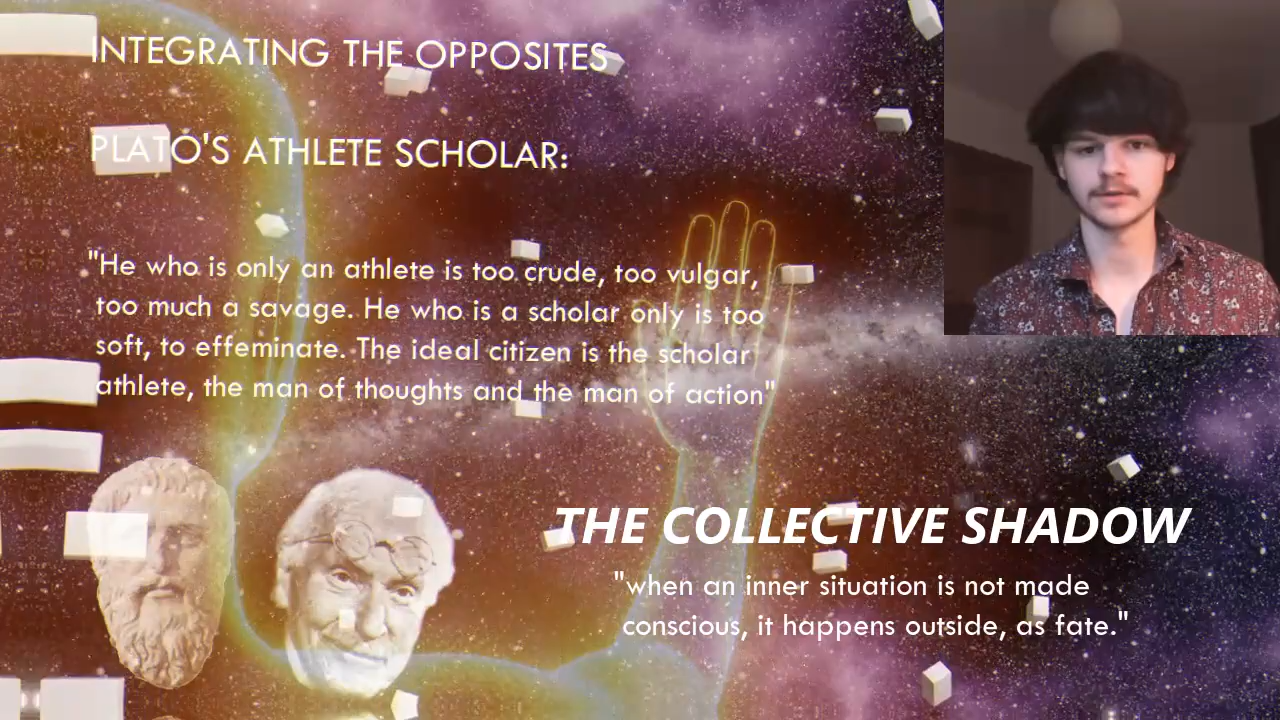 INTEGRATING THE OPPOSITES
PLATO'S ATHLETE SCHOLAR:
"He who is only an athlete is too crude, too vulgar,
too much a savage. He who is a scholar only is too
soft, to effeminate. The ideal citizen is the scholar
athlete, the man of thoughts and the man of action"
THE COLLECTIVE SHADOW
"when an inner situation is not made
conscious, it happens outside, as fate."